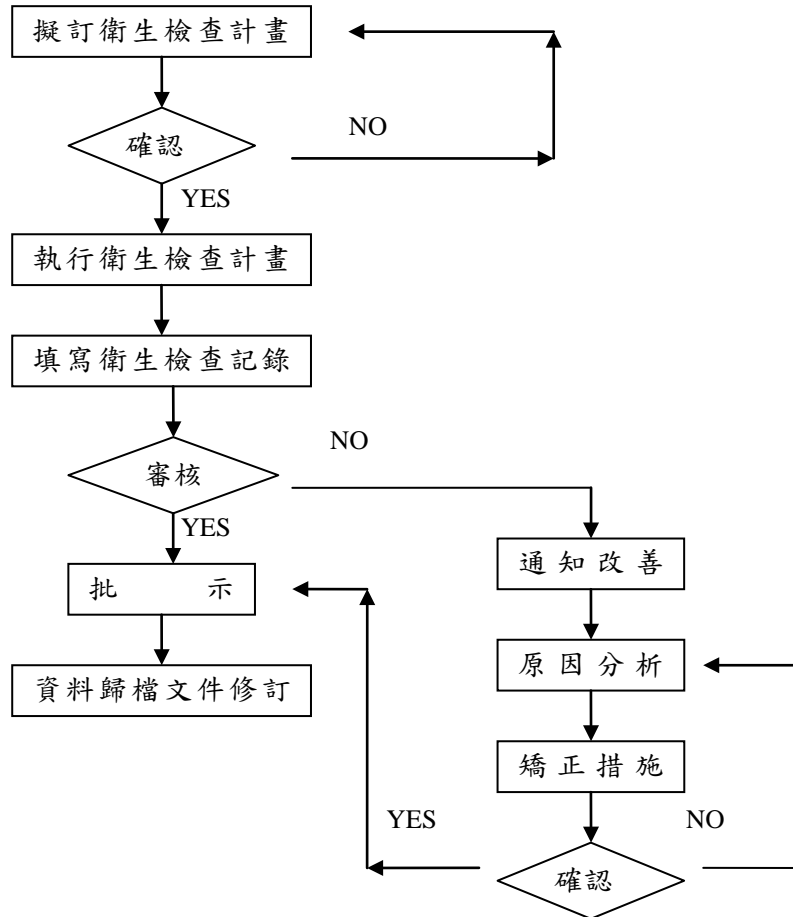 擬訂衛生檢查計畫
確認
NO
YES
執行衛生檢查計畫
填寫衛生檢查記錄
審核
NO
YES
通知改善
批 示
原因分析
資料歸檔文件修訂
矯正措施
YES
NO
確認